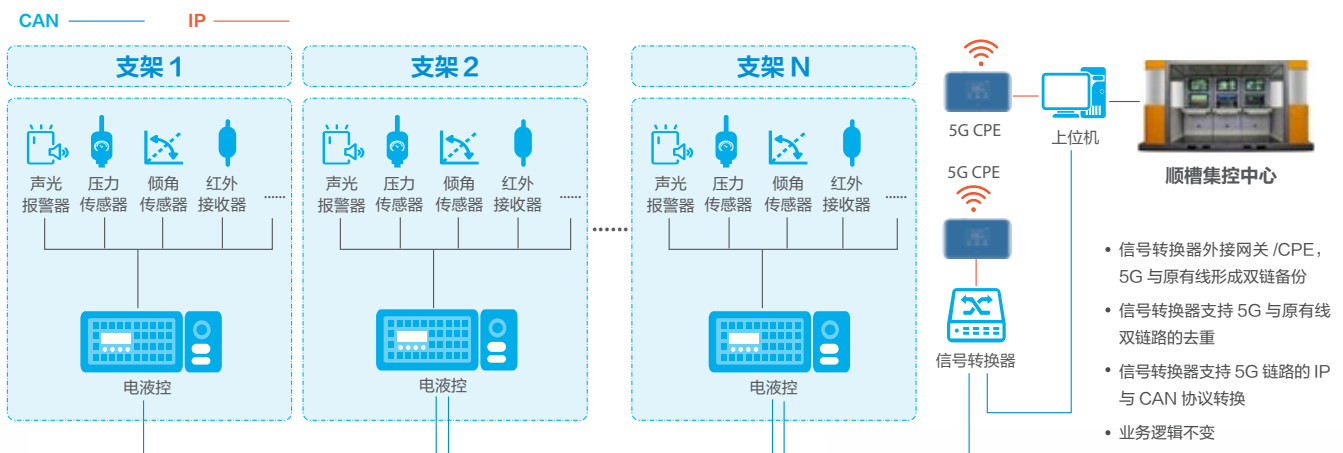 CAN
IP
支架 1
支架 2
支架 N
声光
报警器
压力
传感器
倾角
传感器
红外
接收器
......
电液控
声光
报警器
压力
传感器
倾角
传感器
红外
接收器
......
电液控
......
声光
报警器
压力
传感器
倾角
传感器
红外
接收器
......
电液控
5G CPE
上位机
顺槽集控中心
5G CPE
信号转换器
• 信号转换器外接网关 /CPE，
5G 与原有线形成双链备份
• 信号转换器支持 5G 与原有线
双链路的去重
• 信号转换器支持 5G 链路的 IP
与 CAN 协议转换
• 业务逻辑不变